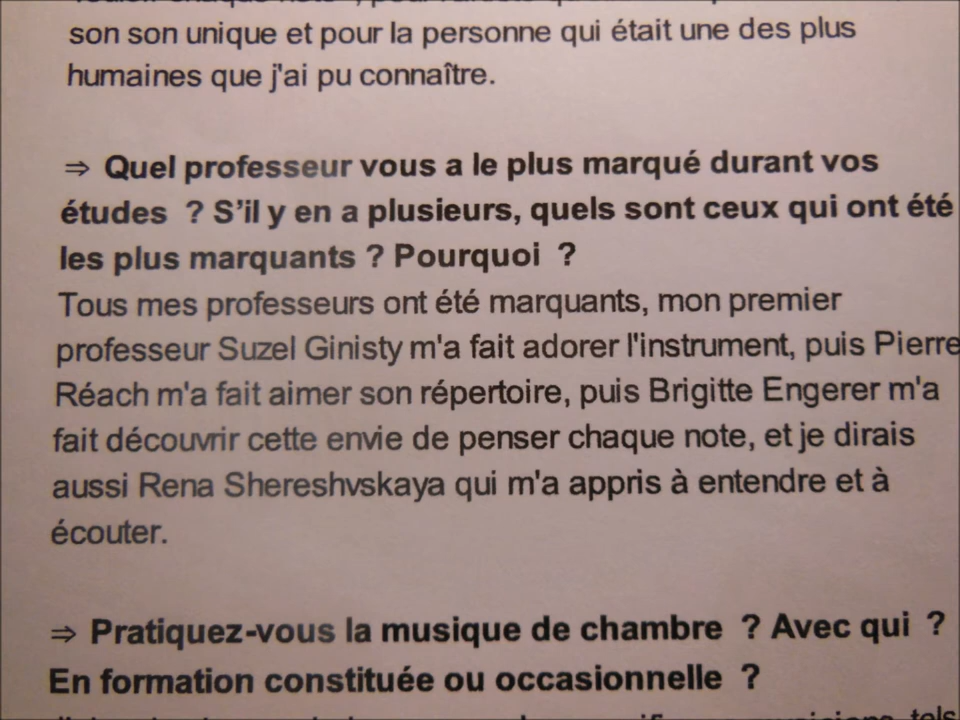 son son unique et pour la personne qui était une des plus
humaines que j'ai pu connaître.
⇒ Quel professeur vous a le plus marqué durant vos
études ? S'il y en a plusieurs, quels sont ceux qui ont été
les plus marquants ? Pourquoi ?
Tous mes professeurs ont été marquants, mon premier
professeur Suzel Ginisty m'a fait adorer l'instrument, puis Pierre
Réach m'a fait aimer son répertoire, puis Brigitte Engerer m'a
fait découvrir cette envie de penser chaque note, et je dirais
aussi Rena Shereshvskaya qui m'a appris à entendre et à
écouter.
⇒ Pratiquez-vous la musique de chambre ? Avec qui ?
En formation constituée ou occasionnelle ?